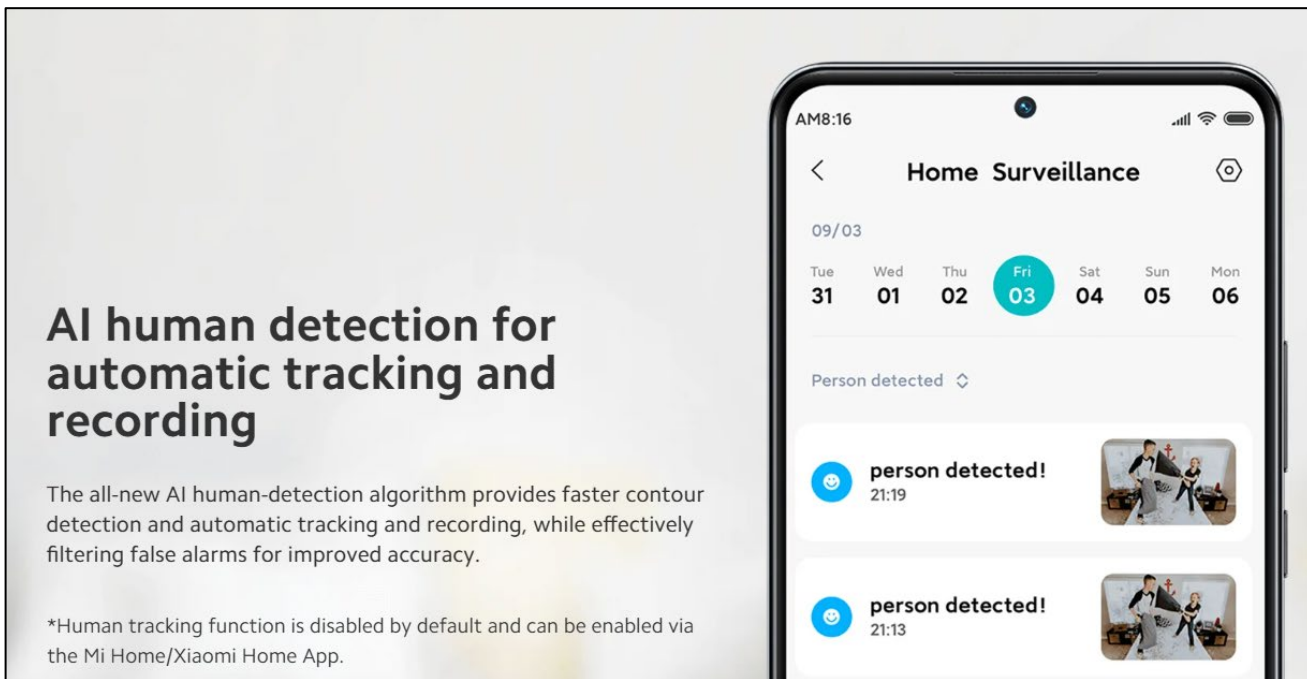 AI human detection for
automatic tracking and
recording
The all-new AI human-detection algorithm provides faster contour
detection and automatic tracking and recording, while effectively
filtering false alarms for improved accuracy.
*Human tracking function is disabled by default and can be enabled via
the Mi Home/Xiaomi Home App.
AM8:16
Home Surveillance
09/03
Tue Wed Thu Fri Sat Sun Mon
31 01 02 03 04 05 06
Person detected
person detected!
21:19
person detected!
21:13